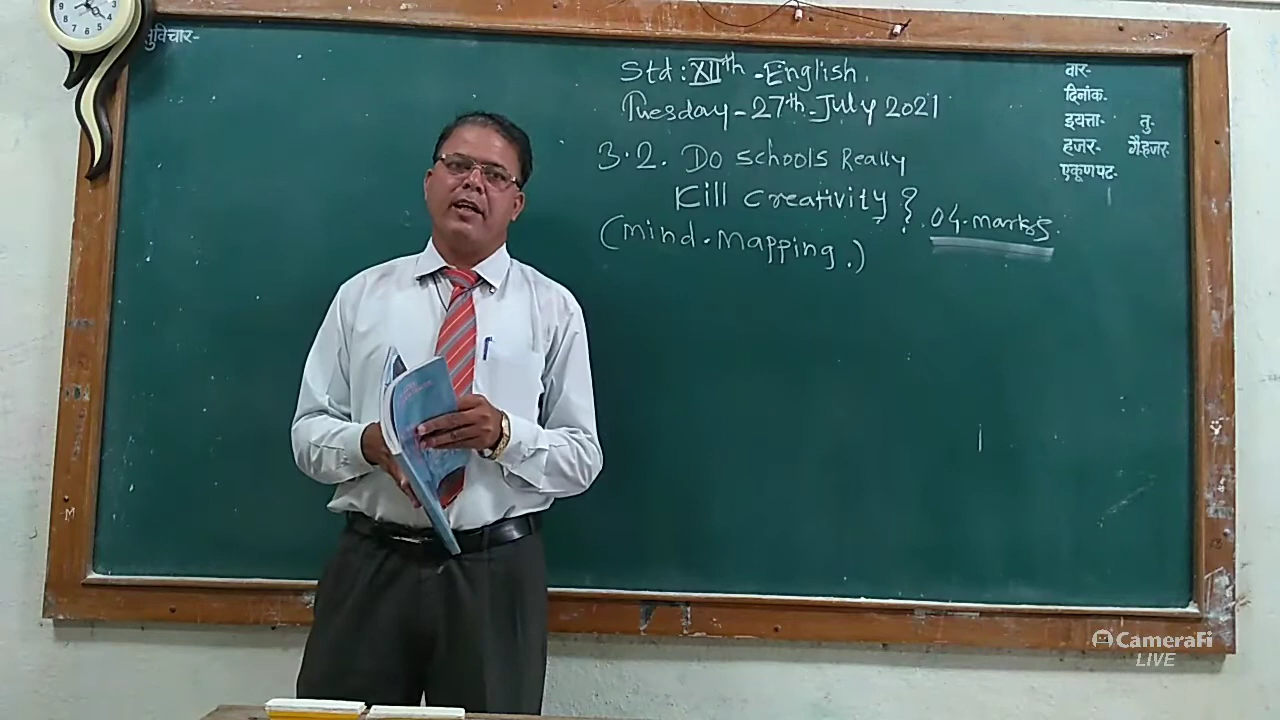 सुविचार-
Std: XIIth - English.
Tuesday - 27th July 2021
3.2. Do Schools Really
Kill Creativity ?
04 marks.
(mind-mapping.)
वार-
दिनांक.
इयत्ता- तु-
हजर- गैरहजर-
एकूण पट-
M
CameraFi
LIVE